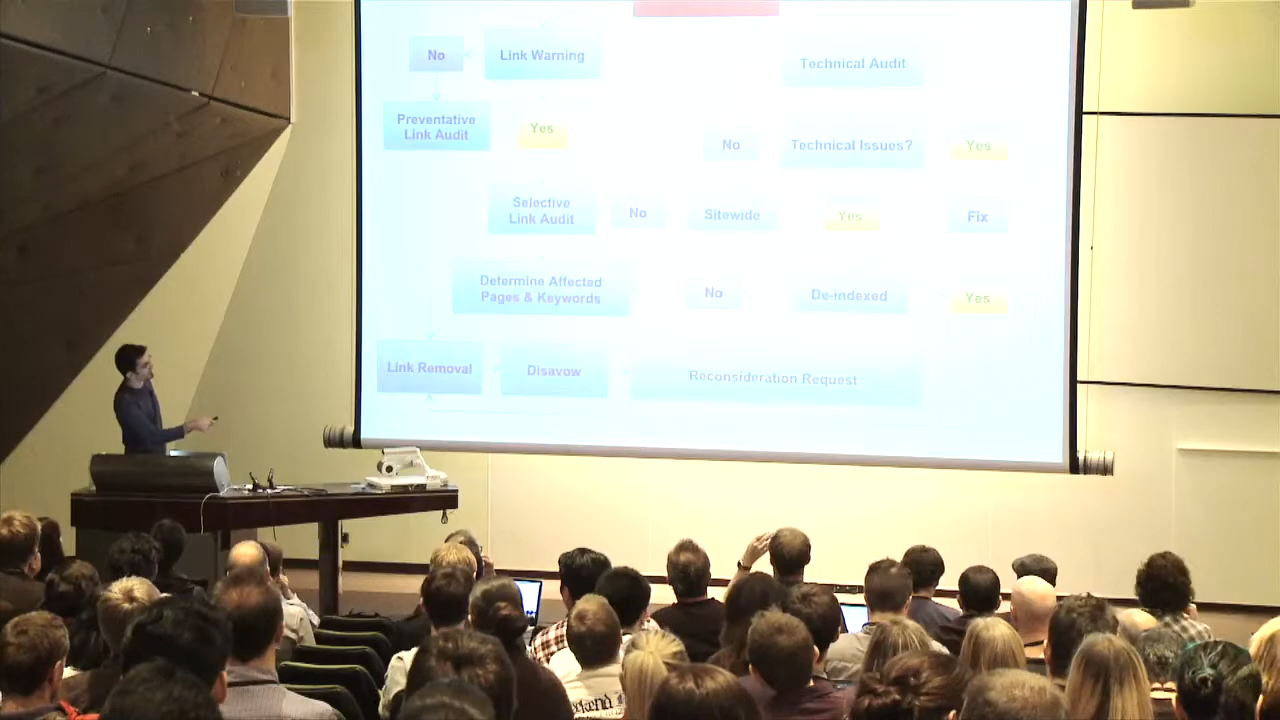 No
Link Warning
Technical Audit
Preventative
Link Audit
Yes
No
Technical Issues?
Yes
Selective
Link Audit
No
Sitewide
Yes
Fix
Determine Affected
Pages & Keywords
No
De-indexed
Yes
Link Removal
Disavow
Reconsideration Request